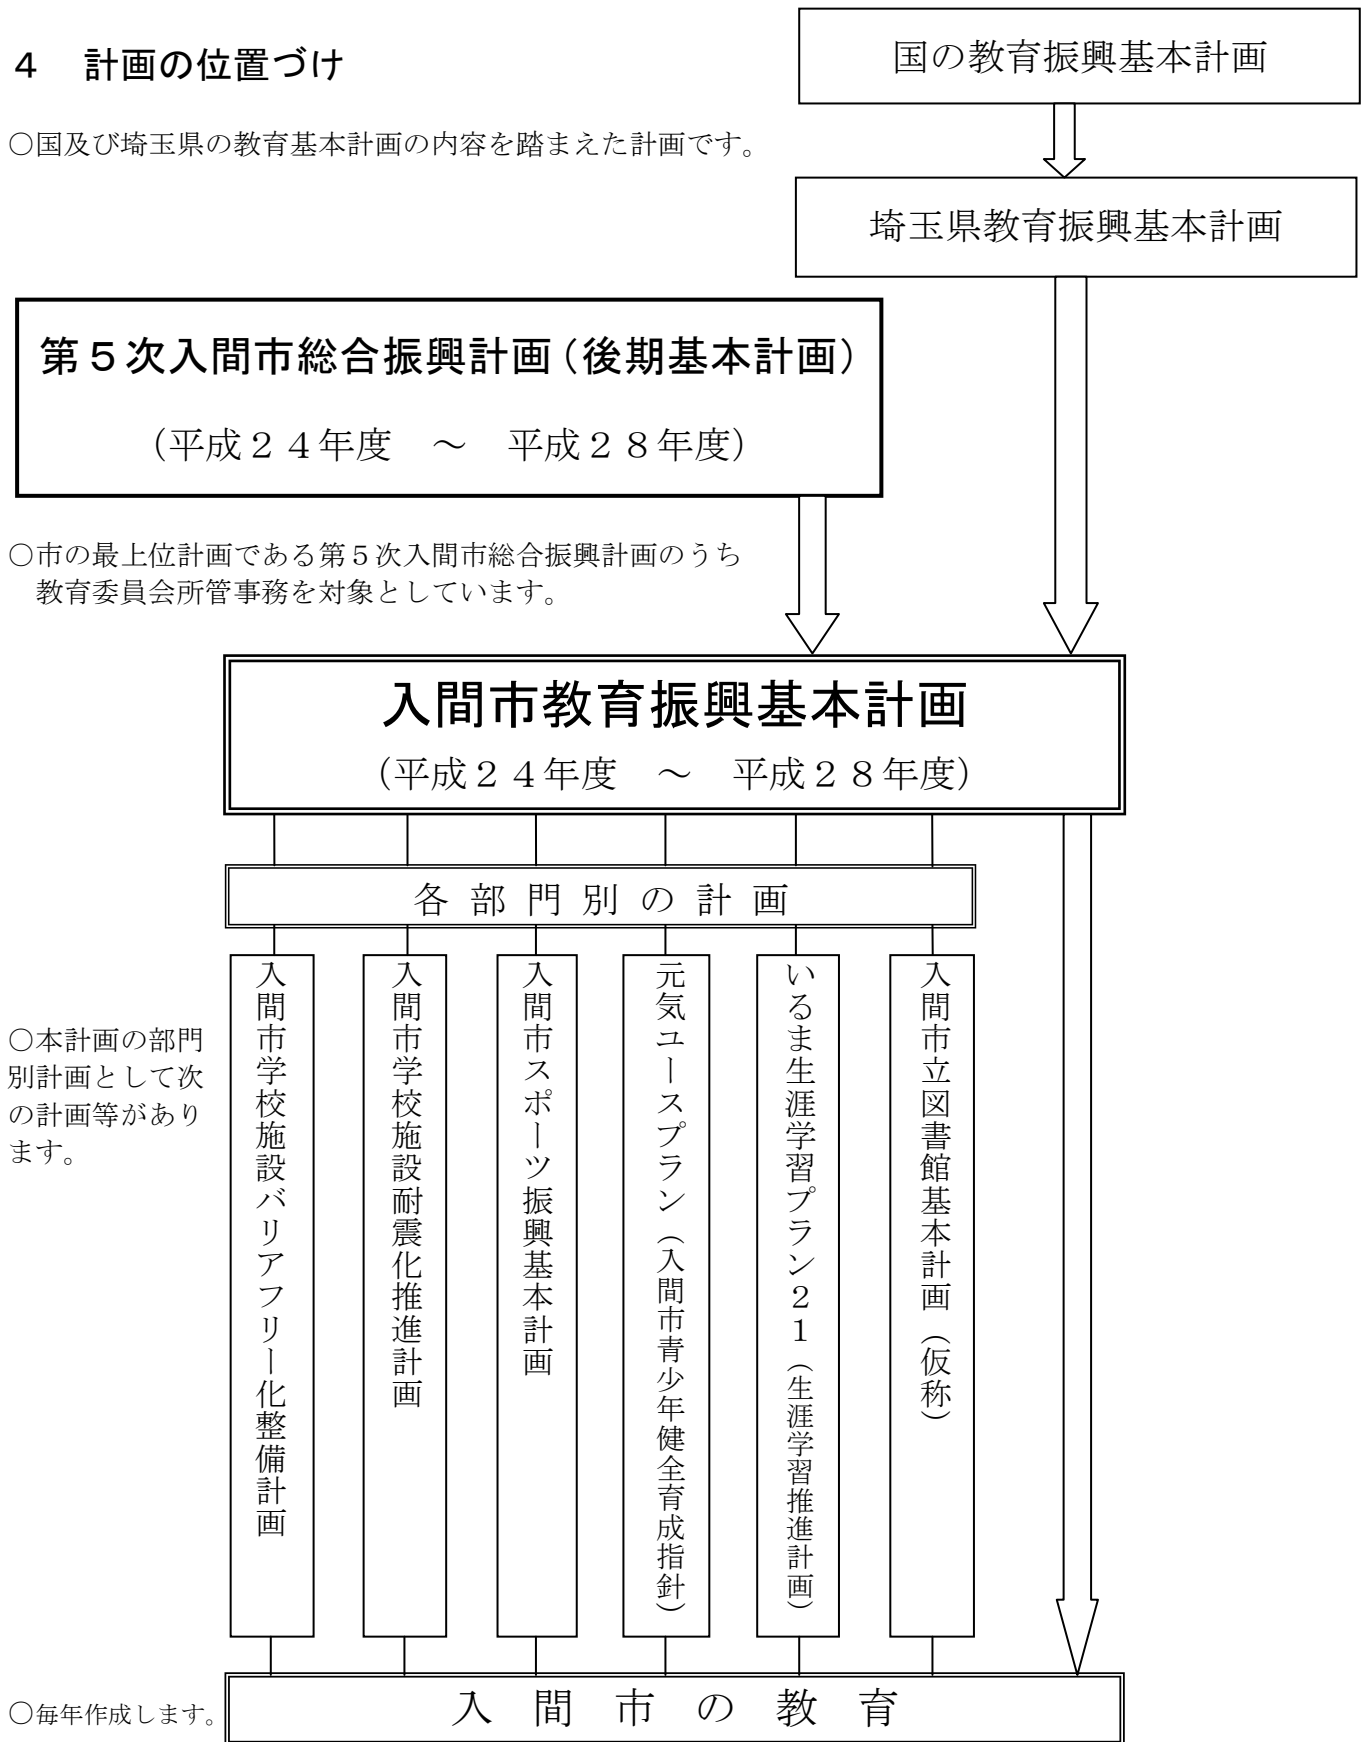 ４　計画の位置づけ
国の教育振興基本計画
○国及び埼玉県の教育基本計画の内容を踏まえた計画です。
埼玉県教育振興基本計画
第５次入間市総合振興計画（後期基本計画）
（平成２４年度　～　平成２８年度）
○市の最上位計画である第５次入間市総合振興計画のうち
教育委員会所管事務を対象としています。
入間市教育振興基本計画
（平成２４年度　～　平成２８年度）
各部門別の計画
○本計画の部門
別計画として次
の計画等があり
ます。
入間市学校施設バリアフリー化整備計画
入間市学校施設耐震化推進計画
入間市スポーツ振興基本計画
元気ユースプラン（入間市青少年健全育成指針）
いるま生涯学習プラン２１（生涯学習推進計画）
入間市立図書館基本計画（仮称）
○毎年作成します。
入間市の教育